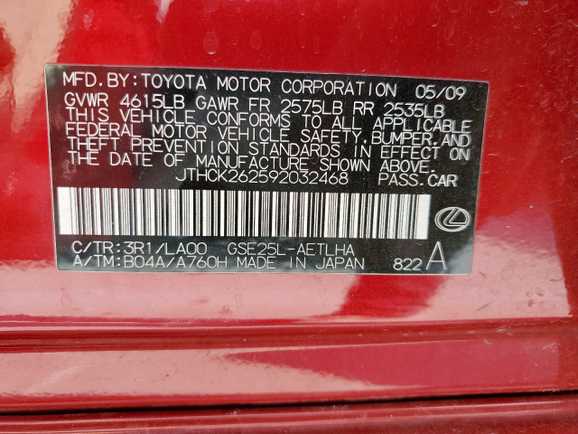 MFD.BY:TOYOTA MOTOR CORPORATION 05/09
GVWR 4615LB GAWR FR 2575LB RR 2535LB
THIS VEHICLE CONFORMS TO ALL APPLICABLE
FEDERAL MOTOR VEHICLE SAFETY, BUMPER, AND
THEFT PREVENTION STANDARDS IN EFFECT ON
THE DATE OF MANUFACTURE SHOWN ABOVE.
JTHCK262592032468 PASS.CAR
C/TR:3R1/LA00 GSE25L-AETLHA
A/TM:B04A/A760H MADE IN JAPAN 822 A